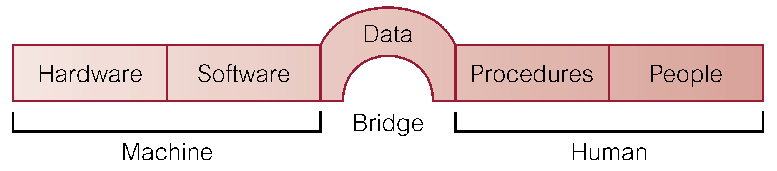 Data
Hardware Software Procedures People
Bridge
Machine Human